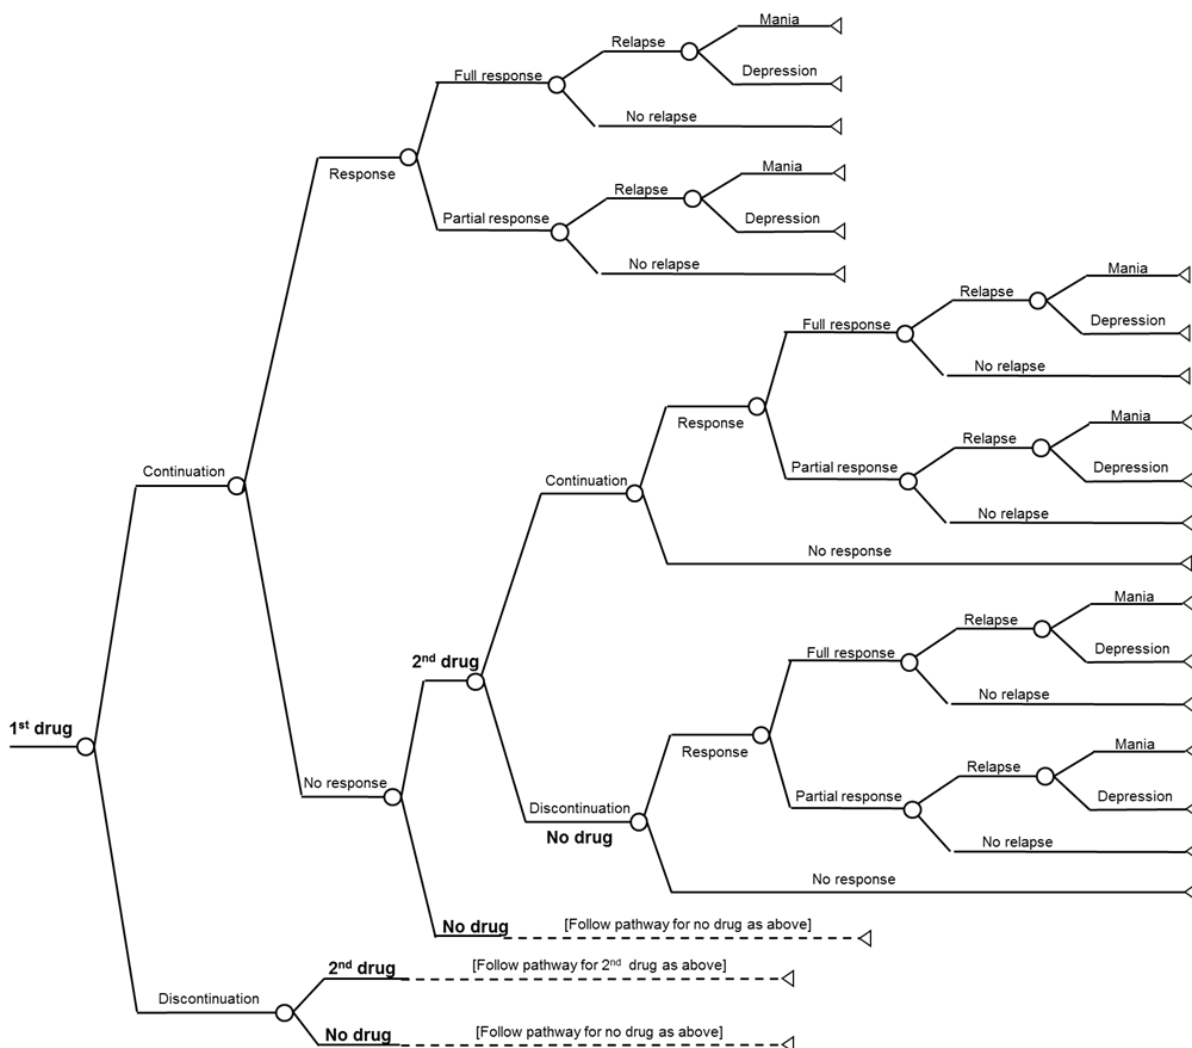 Mania
Relapse
Depression
Full response
No relapse
Response
Mania
Relapse
Partial response
Depression
No relapse
Mania
Relapse
Depression
Full response
No relapse
Response
Mania
Relapse
Partial response
Depression
No relapse
Continuation
Continuation
No response
Mania
Relapse
Depression
Full response
2nd drug
No relapse
1st drug
Response
Mania
Relapse
No response
Partial response
Depression
Discontinuation
No drug
No relapse
No response
No drug
[Follow pathway for no drug as above]
2nd drug
[Follow pathway for 2nd drug as above]
Discontinuation
No drug
[Follow pathway for no drug as above]